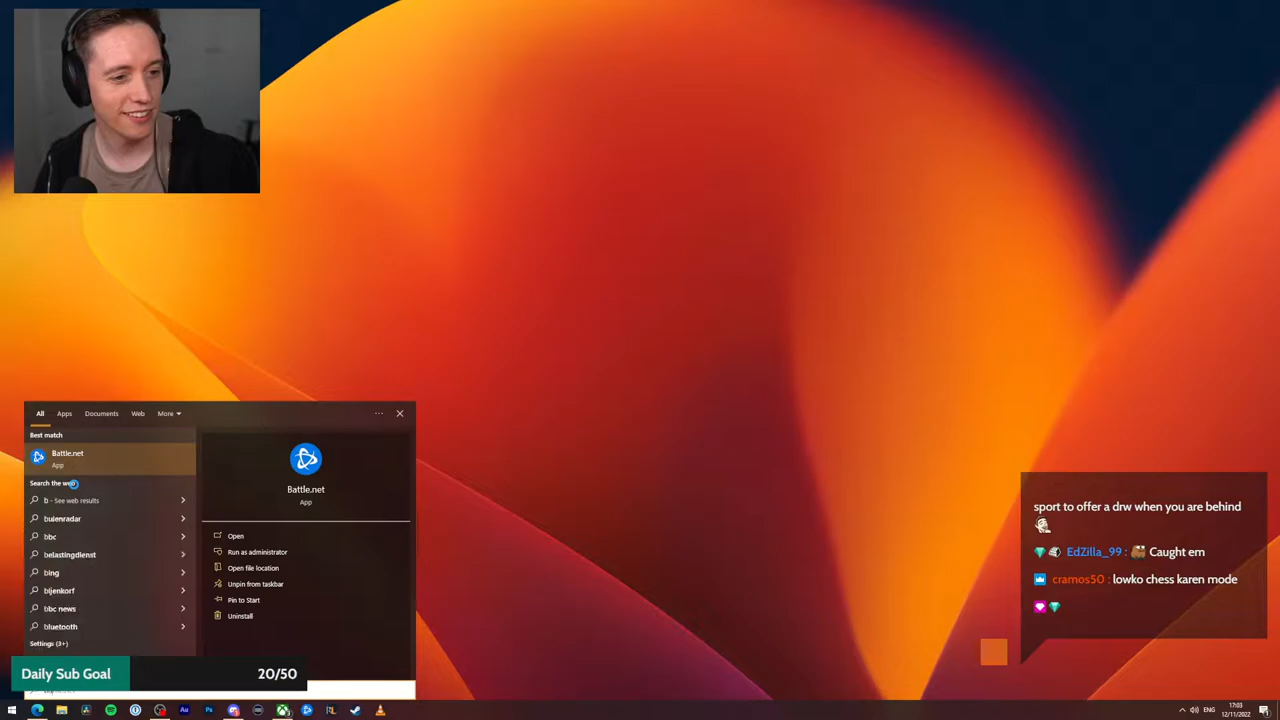 All Apps Documents Web More
Best match
Battle.net
App
Search the web
b - See web results
buienradar
bbc
belastingdienst
bing
bijenkorf
bbc news
bluetooth
Settings (3+)
Battle.net
App
Open
Run as administrator
Open file location
Unpin from taskbar
Pin to Start
Uninstall
Daily Sub Goal 20/50
sport to offer a drw when you are behind
EdZilla_99 : Caught em
cramos50 : lowko chess karen mode
ENG
17:03
12/11/2022